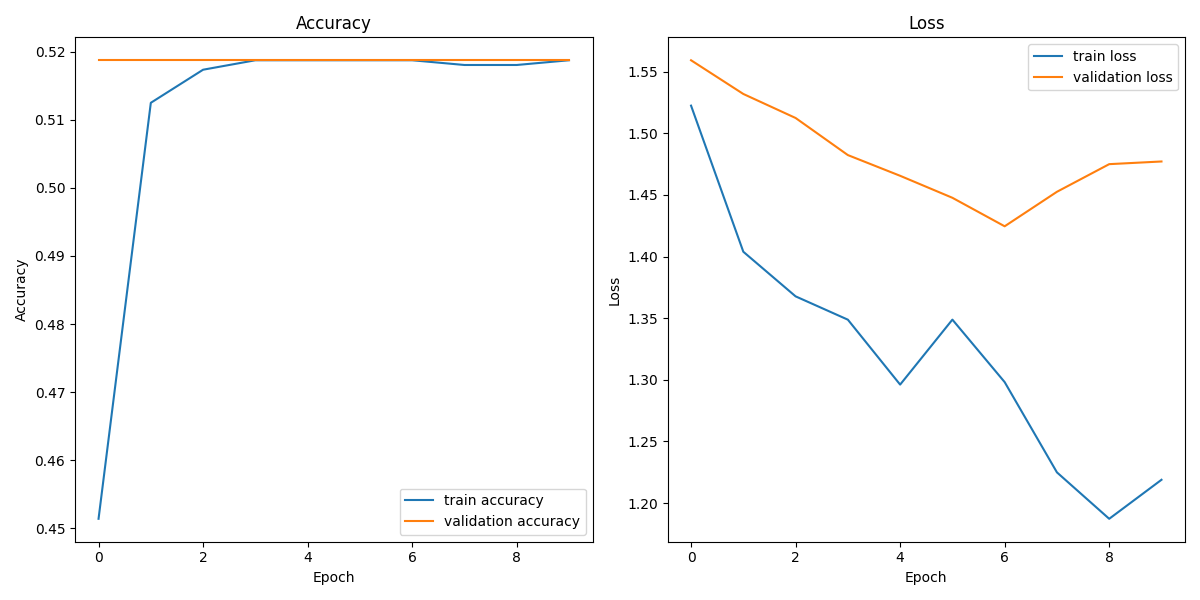 Accuracy
0.52
0.51
0.50
0.49
0.48
0.47
0.46
0.45
Accuracy
train accuracy
validation accuracy
0 2 4 6 8
Epoch
Loss
1.55
1.50
1.45
1.40
1.35
1.30
1.25
1.20
Loss
train loss
validation loss
0 2 4 6 8
Epoch